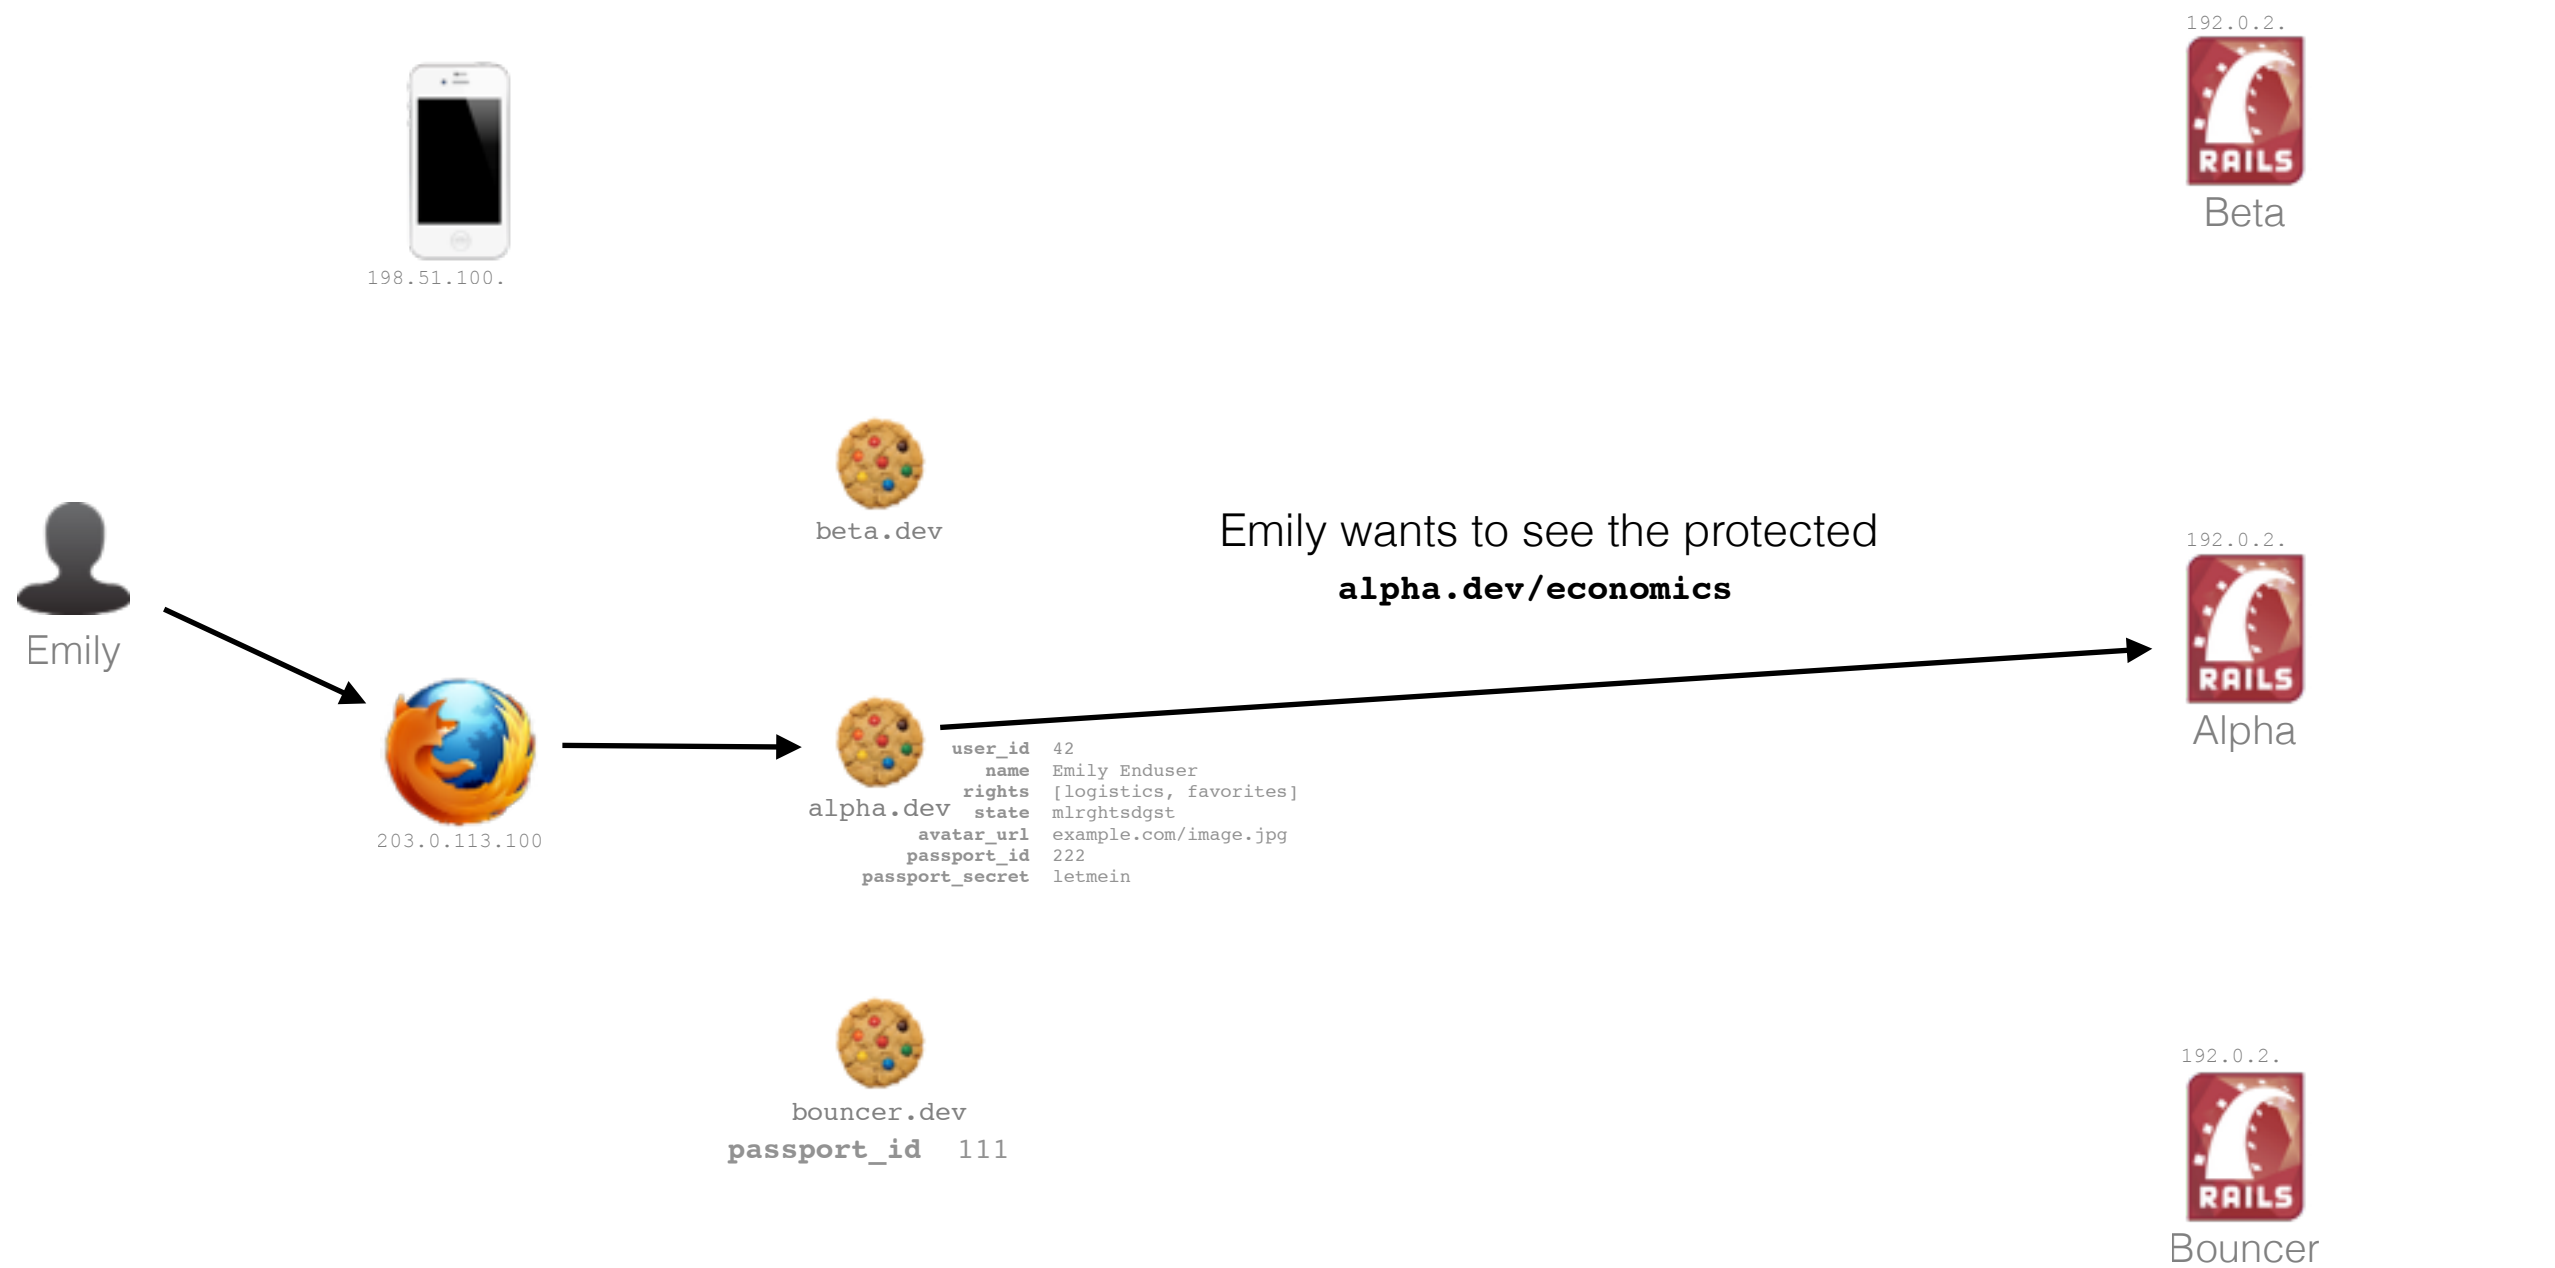 192.0.2.
RAILS
Beta
198.51.100.
beta.dev
Emily wants to see the protected
alpha.dev/economics
192.0.2.
RAILS
Alpha
Emily
203.0.113.100
alpha.dev
user_id 42
name Emily Enduser
rights [logistics, favorites]
state mlrghtsdgst
avatar_url example.com/image.jpg
passport_id 222
passport_secret letmein
bouncer.dev
passport_id 111
192.0.2.
RAILS
Bouncer